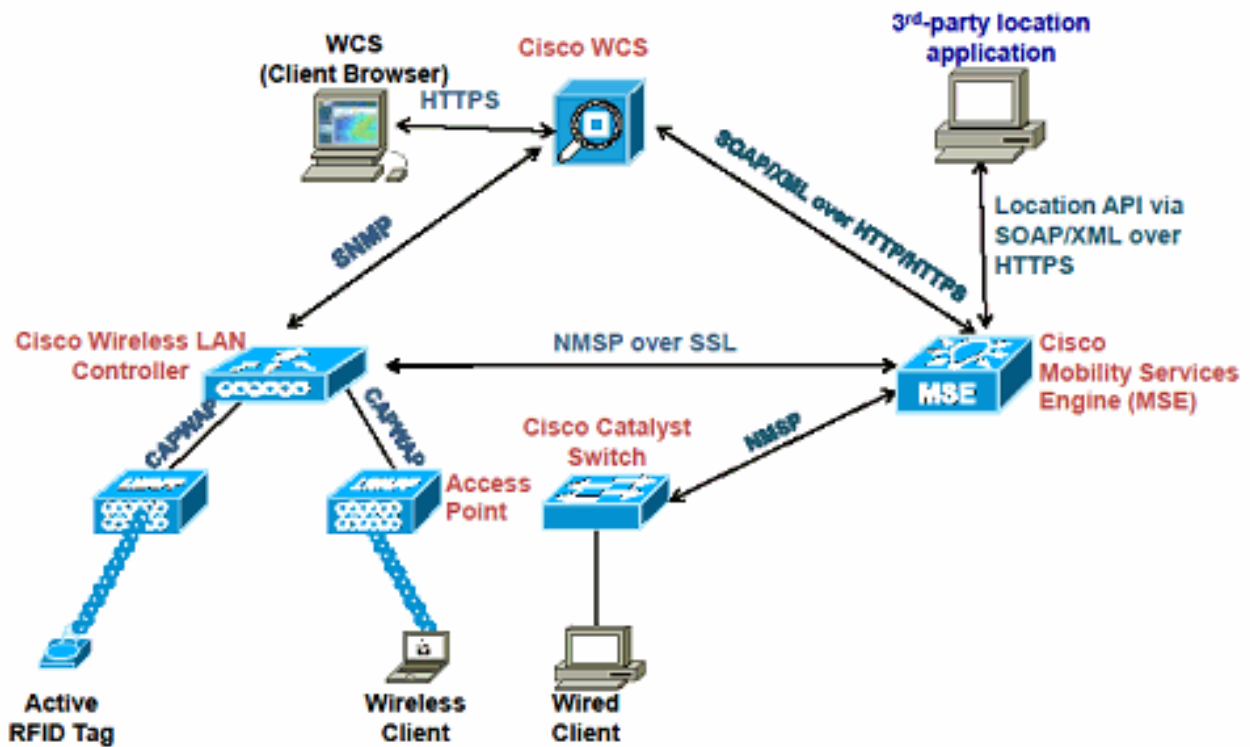 WCS
(Client Browser)
Cisco WCS
3rd-party location
application
HTTPS
SOAP/XML over HTTP/HTTPS
Location API via
SOAP/XML over
HTTPS
SNMP
Cisco Wireless LAN
Controller
NMSP over SSL
Cisco
Mobility Services
Engine (MSE)
MSE
CAPWAP
CAPWAP
Cisco Catalyst
Switch
NMSP
LWAPP
LWAPP
Access
Point
Active
RFID Tag
Wireless
Client
Wired
Client